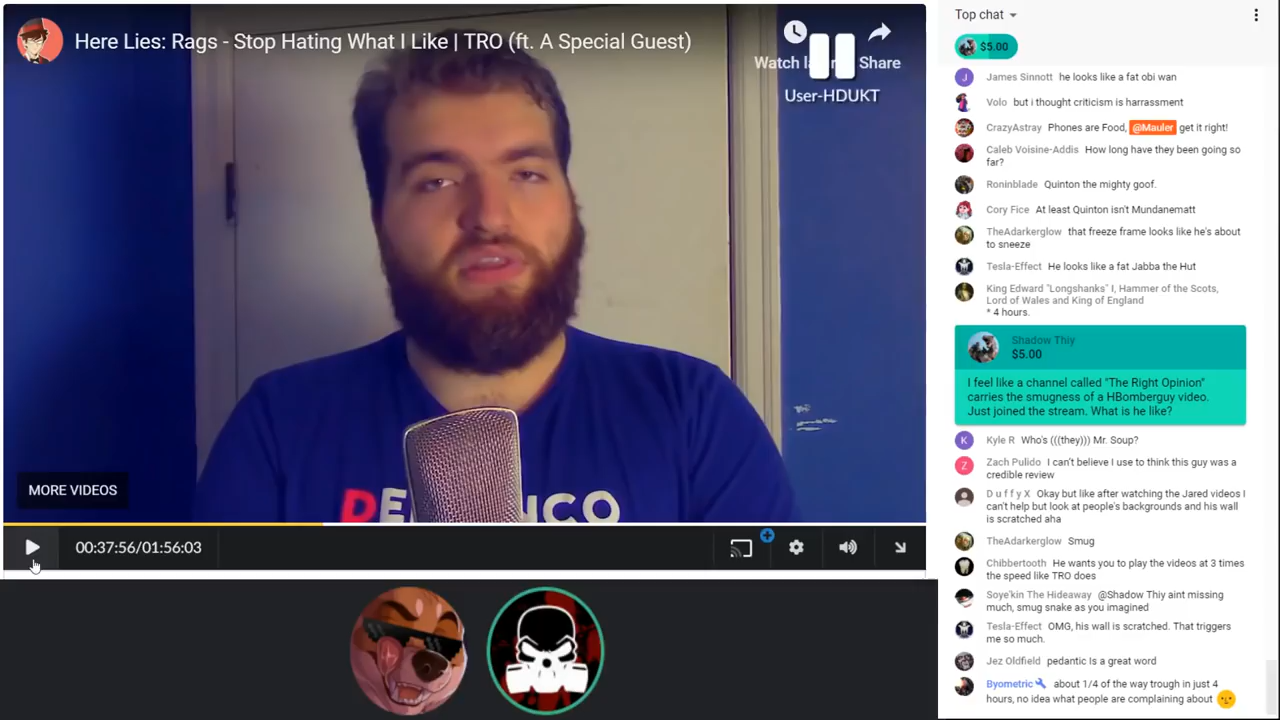 Here Lies: Rags - Stop Hating What I Like | TRO (ft. A Special Guest)
Share
User-HDUKT
MORE VIDEOS
00:37:56/01:56:03
Top chat
$5.00
James Sinnott he looks like a fat obi wan
Volo but i thought criticism is harrassment
CrazyAstray Phones are Food, @Mauler get it right!
Caleb Voisine-Addis How long have they been going so
far?
Roninblade Quinton the mighty goof.
Cory Fice At least Quinton isn't Mundanematt
TheAdarkerglow that freeze frame looks like he's about
to sneeze
Tesla-Effect He looks like a fat Jabba the Hut
King Edward "Longshanks" I, Hammer of the Scots,
Lord of Wales and King of England
* 4 hours.
Shadow Thiy
$5.00
I feel like a channel called "The Right Opinion"
carries the smugness of a HBomberguy video.
Just joined the stream. What is he like?
K Kyle R Who's (((they))) Mr. Soup?
Z Zach Pulido I can't believe I use to think this guy was a
credible review
D u f f y X Okay but like after watching the Jared videos I
can't help but look at people's backgrounds and his wall
is scratched aha
TheAdarkerglow Smug
Chibbertooth He wants you to play the videos at 3 times
the speed like TRO does
Soye'kin The Hideaway @Shadow Thiy aint missing
much, smug snake as you imagined
Tesla-Effect OMG, his wall is scratched. That triggers
me so much.
Jez Oldfield pedantic Is a great word
Byometric about 1/4 of the way trough in just 4
hours, no idea what people are complaining about